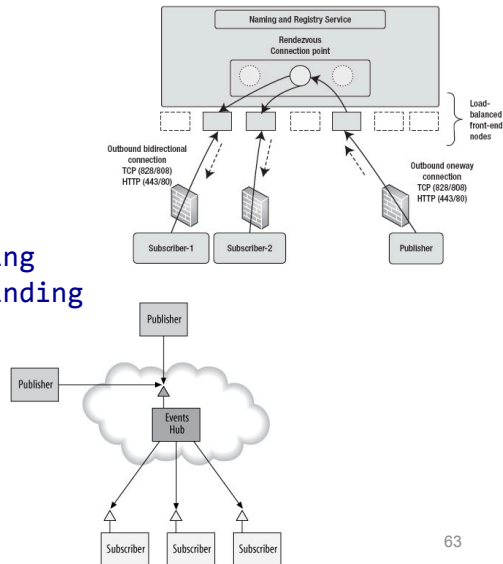 Naming and Registry Service
Rendezvous
Connection point
Load-
balanced
front-end
nodes
Outbound bidirectional
connection
TCP (828/808)
HTTP (443/80)
Outbound oneway
connection
TCP (828/808)
HTTP (443/80)
Subscriber-1
Subscriber-2
Publisher
ing
inding
Publisher
Publisher
Events
Hub
Subscriber
Subscriber
Subscriber
63